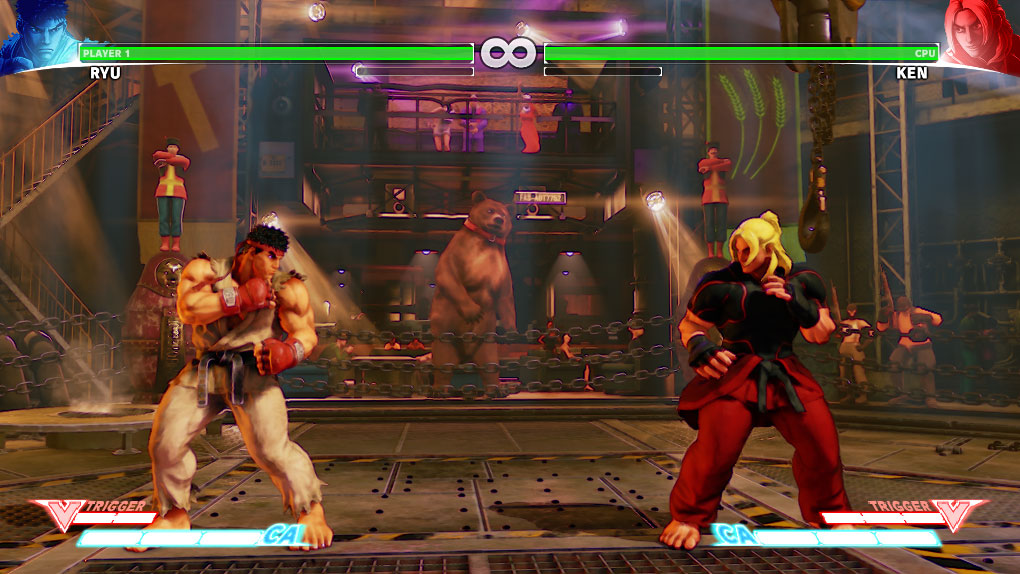 PLAYER 1
CPU
RYU
KEN
TRIGGER
TRIGGER
CA
CA